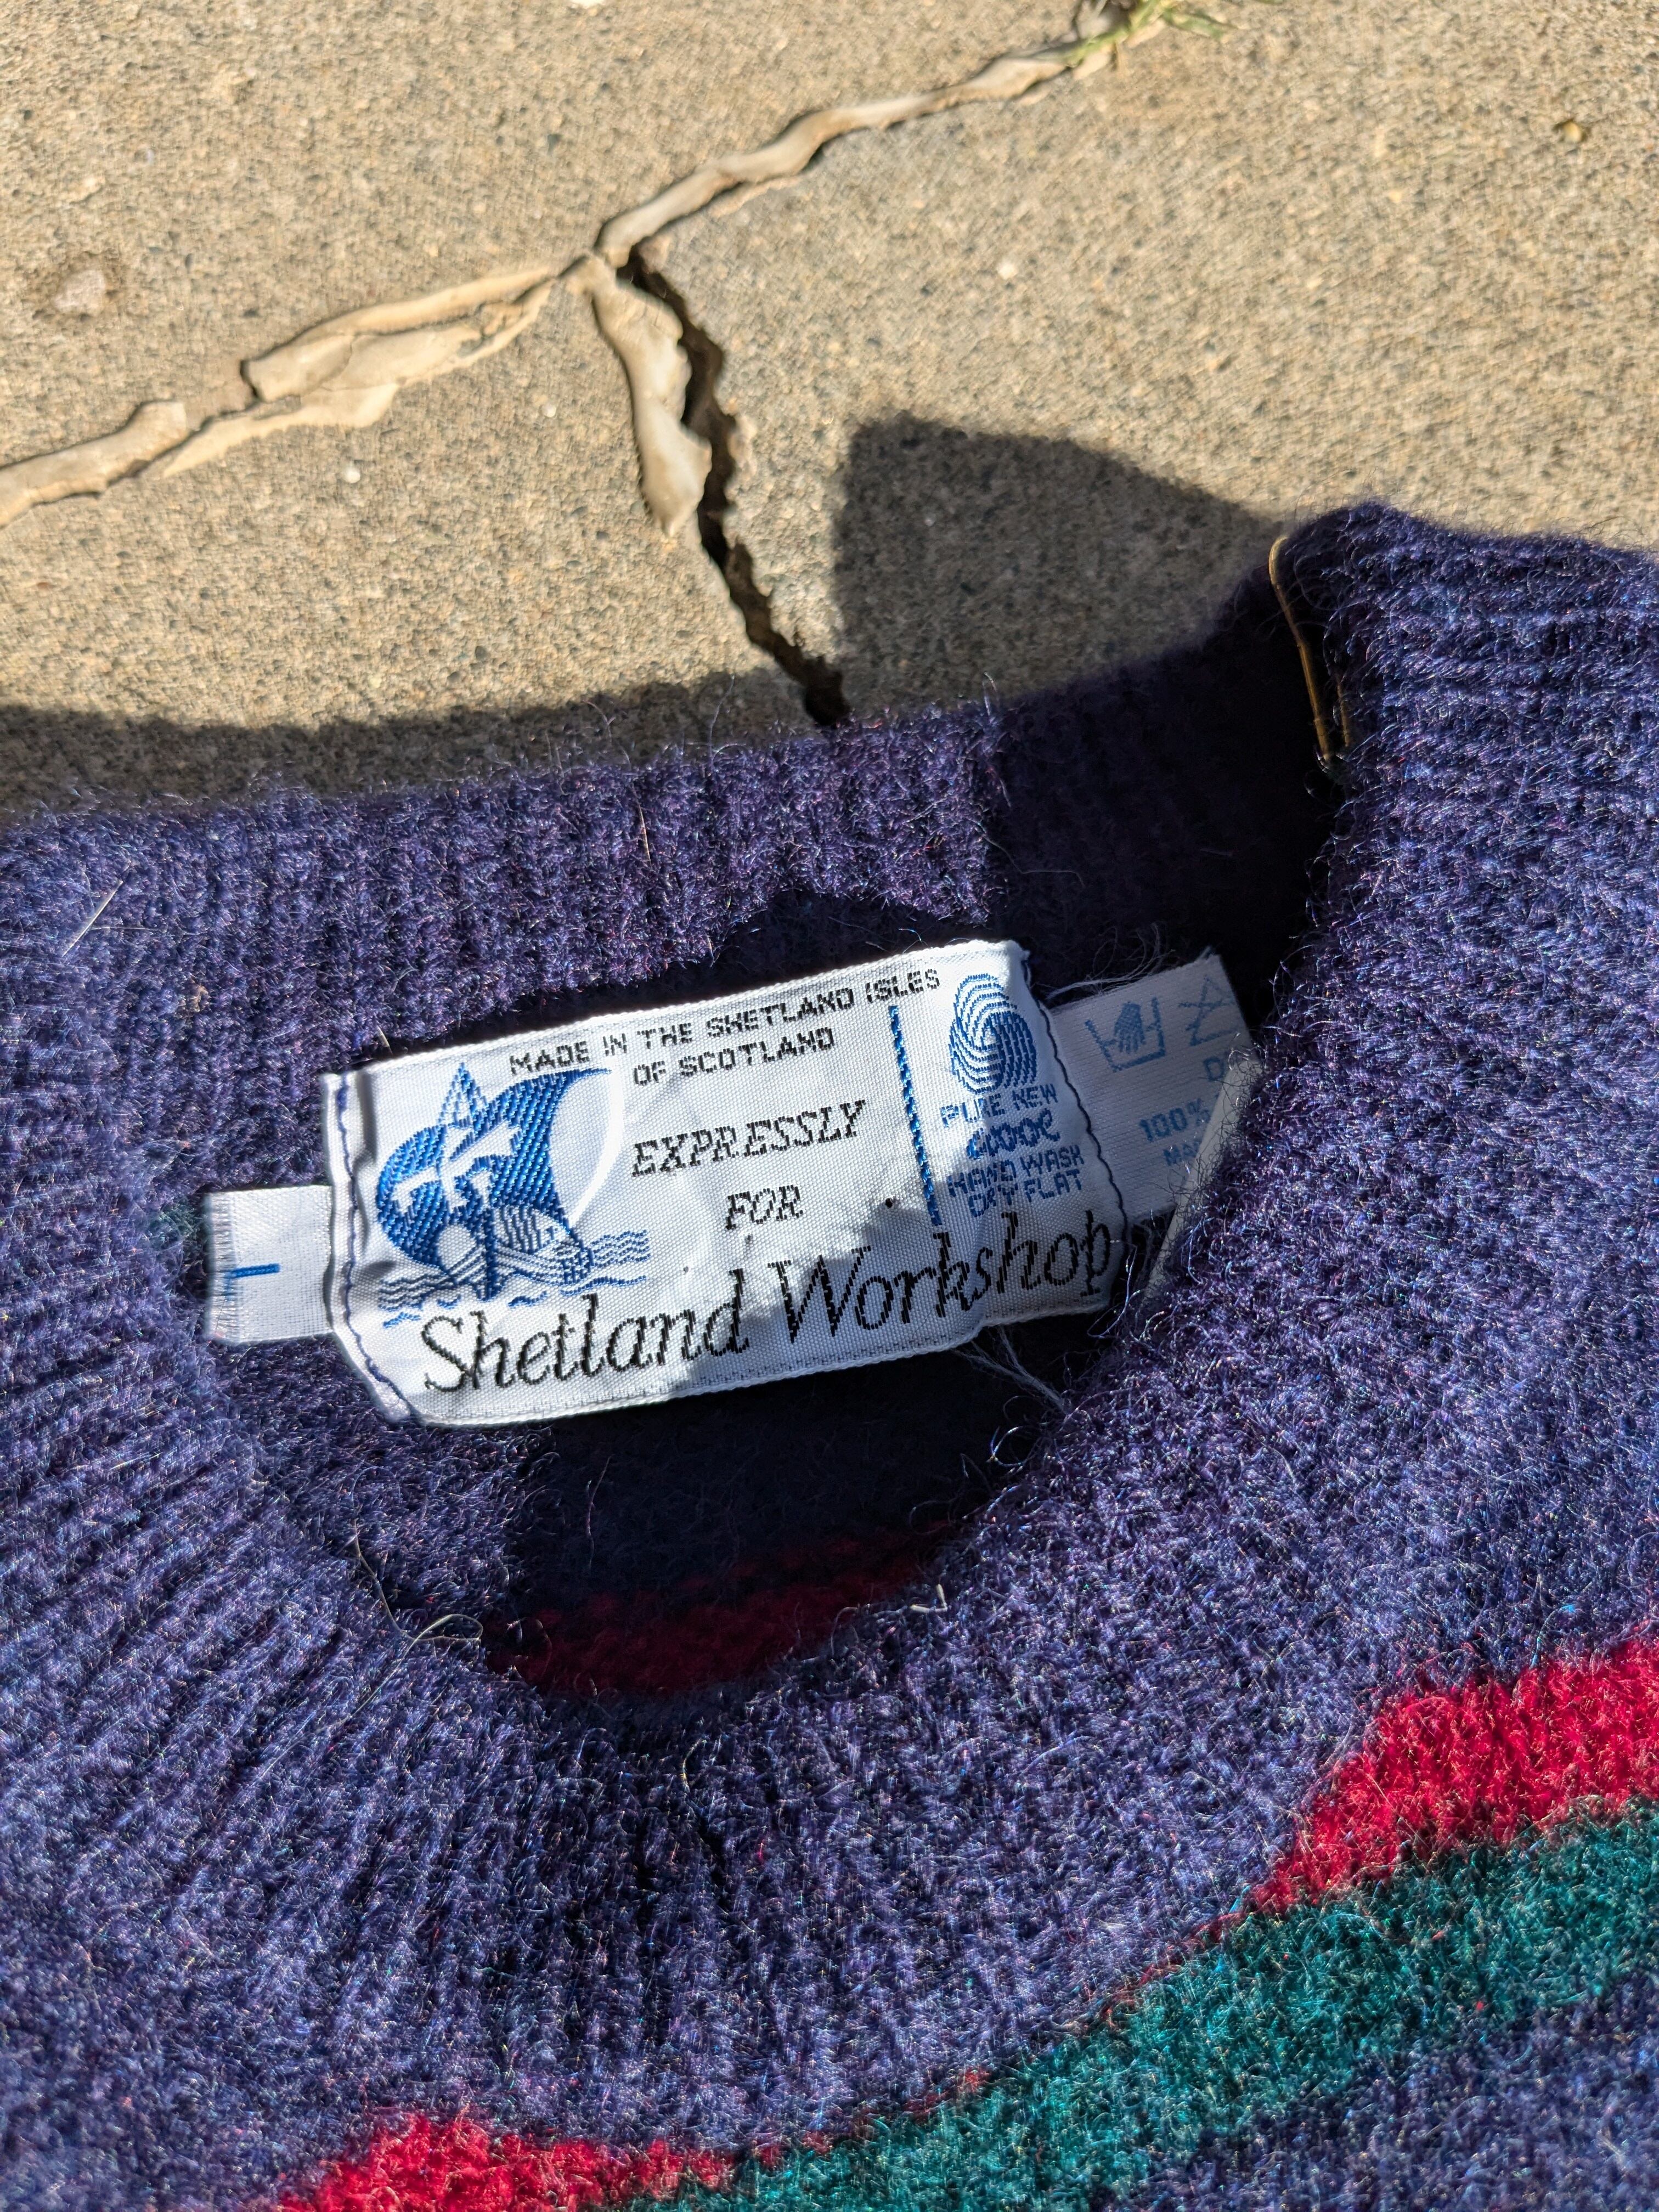 MADE IN THE SHETLAND ISLES
OF SCOTLAND
EXPRESSLY
FOR
Shetland Workshop
PURE NEW
WOOL
HAND WASH
DRY FLAT
L
100%